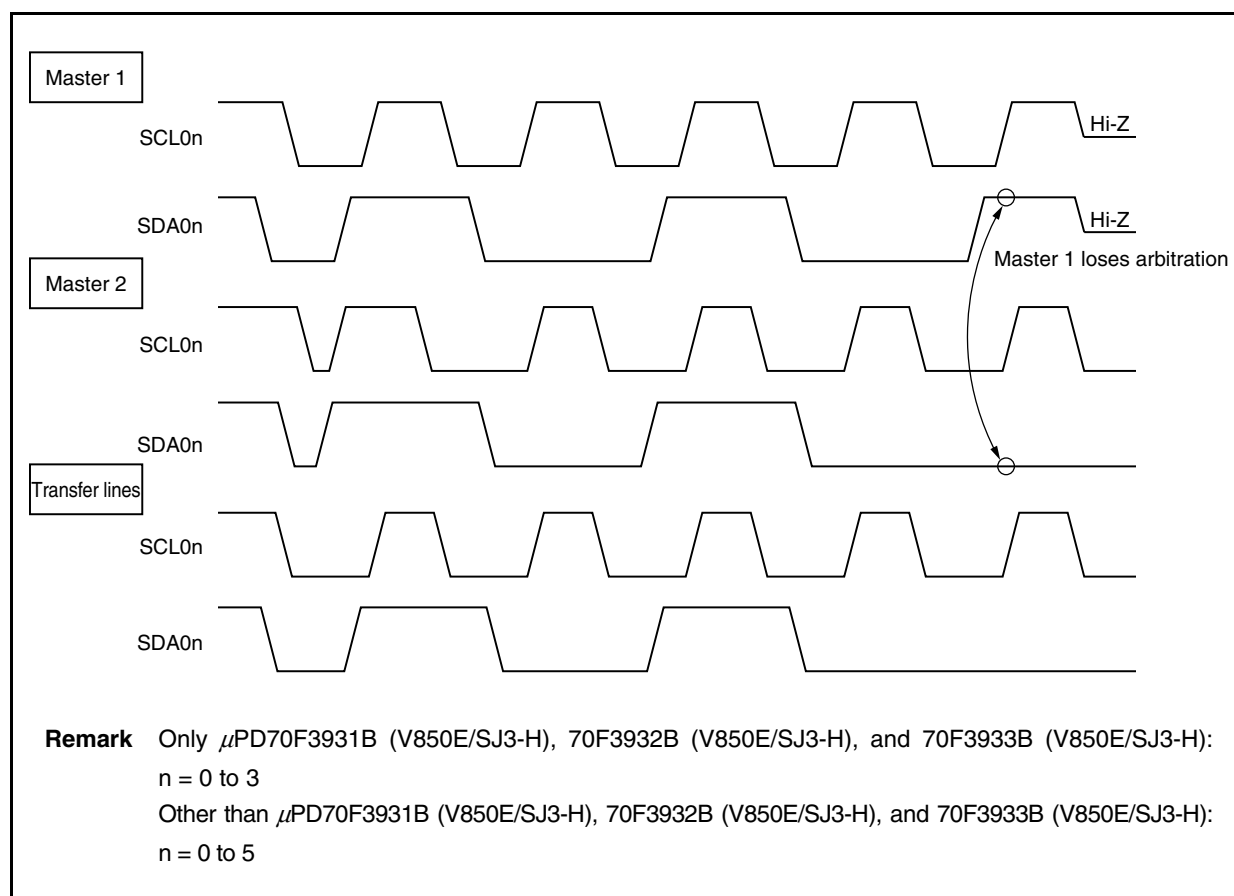 Master 1
SCL0n
Hi-Z
SDA0n
Hi-Z
Master 1 loses arbitration
Master 2
SCL0n
SDA0n
Transfer lines
SCL0n
SDA0n
Remark Only µPD70F3931B (V850E/SJ3-H), 70F3932B (V850E/SJ3-H), and 70F3933B (V850E/SJ3-H):
n = 0 to 3
Other than µPD70F3931B (V850E/SJ3-H), 70F3932B (V850E/SJ3-H), and 70F3933B (V850E/SJ3-H):
n = 0 to 5